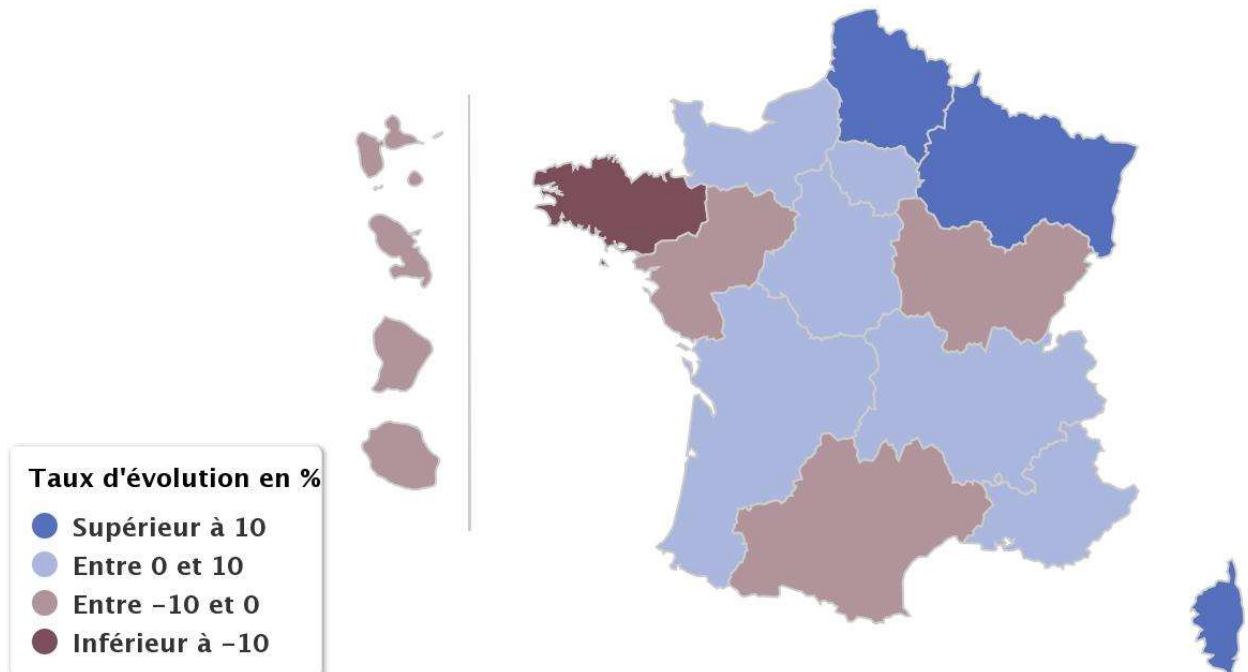 Taux d'évolution en %
Supérieur à 10
Entre 0 et 10
Entre −10 et 0
Inférieur à −10